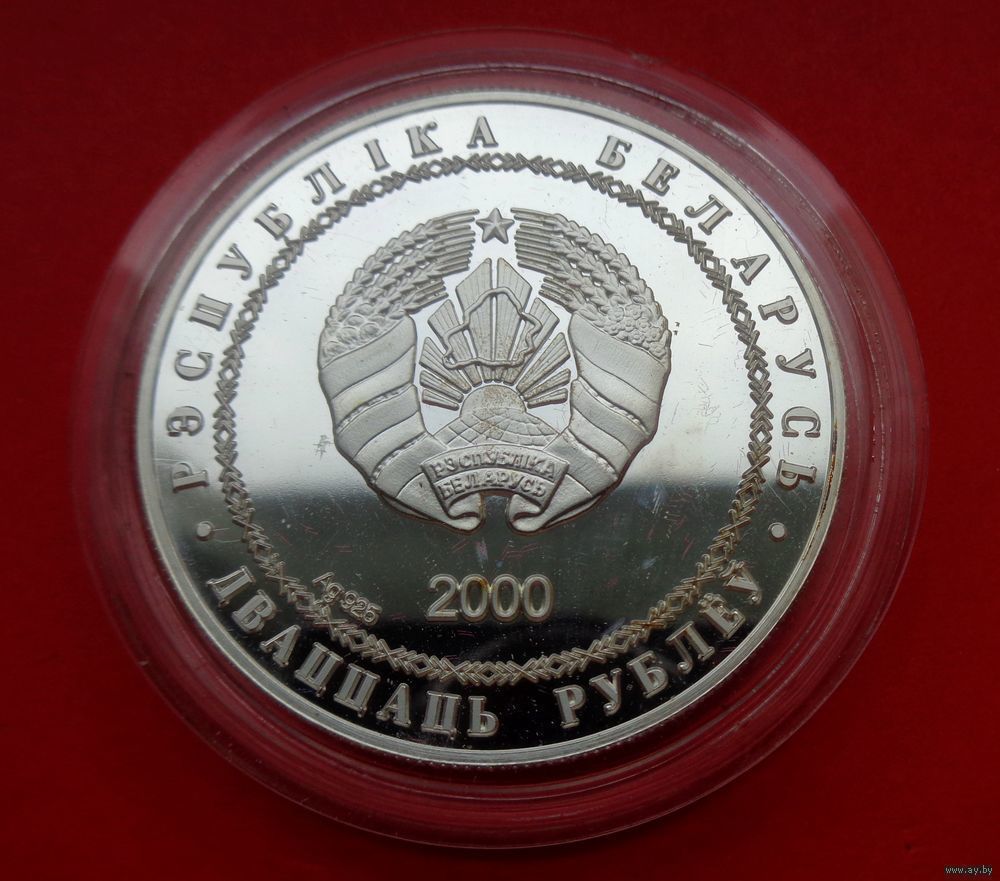 РЭСПУБЛІКА БЕЛАРУСЬ
РЭСПУБЛІКА
БЕЛАРУСЬ
Ag 925
2000
· ДВАЦЦАЦЬ РУБЛЁЎ ·
www.ay.by